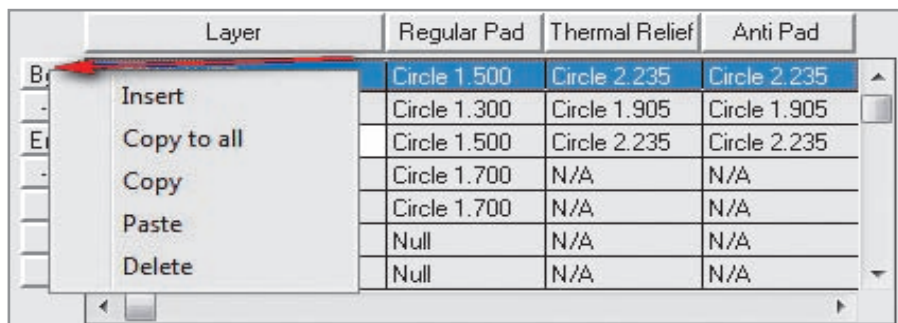 Layer Regular Pad Thermal Relief Anti Pad
Circle 1.500 Circle 2.235 Circle 2.235
Insert Circle 1.300 Circle 1.905 Circle 1.905
Copy to all Circle 1.500 Circle 2.235 Circle 2.235
Copy Circle 1.700 N/A N/A
Circle 1.700 N/A N/A
Paste Null N/A N/A
Delete Null N/A N/A